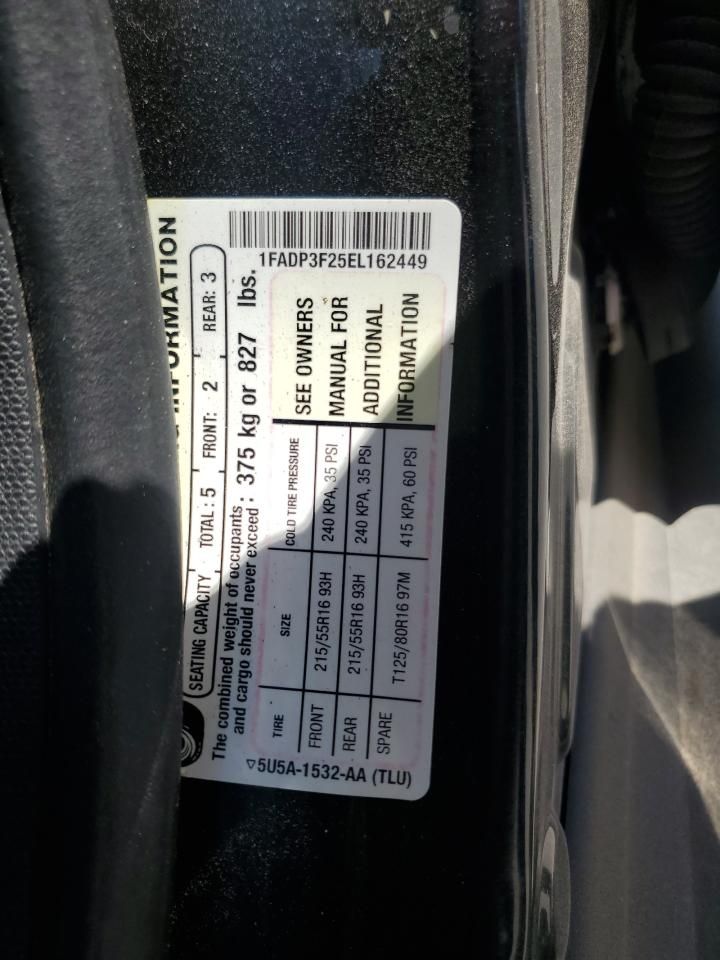 INFORMATION
SEATING CAPACITY TOTAL: 5 FRONT: 2 REAR: 3
The combined weight of occupants and cargo should never exceed : 375 kg or 827 lbs.
TIRE SIZE COLD TIRE PRESSURE
FRONT 215/55R16 93H 240 KPA, 35 PSI
REAR 215/55R16 93H 240 KPA, 35 PSI
SPARE T125/80R16 97M 415 KPA, 60 PSI
SEE OWNERS
MANUAL FOR
ADDITIONAL
INFORMATION
5U5A-1532-AA (TLU)
1FADP3F25EL162449